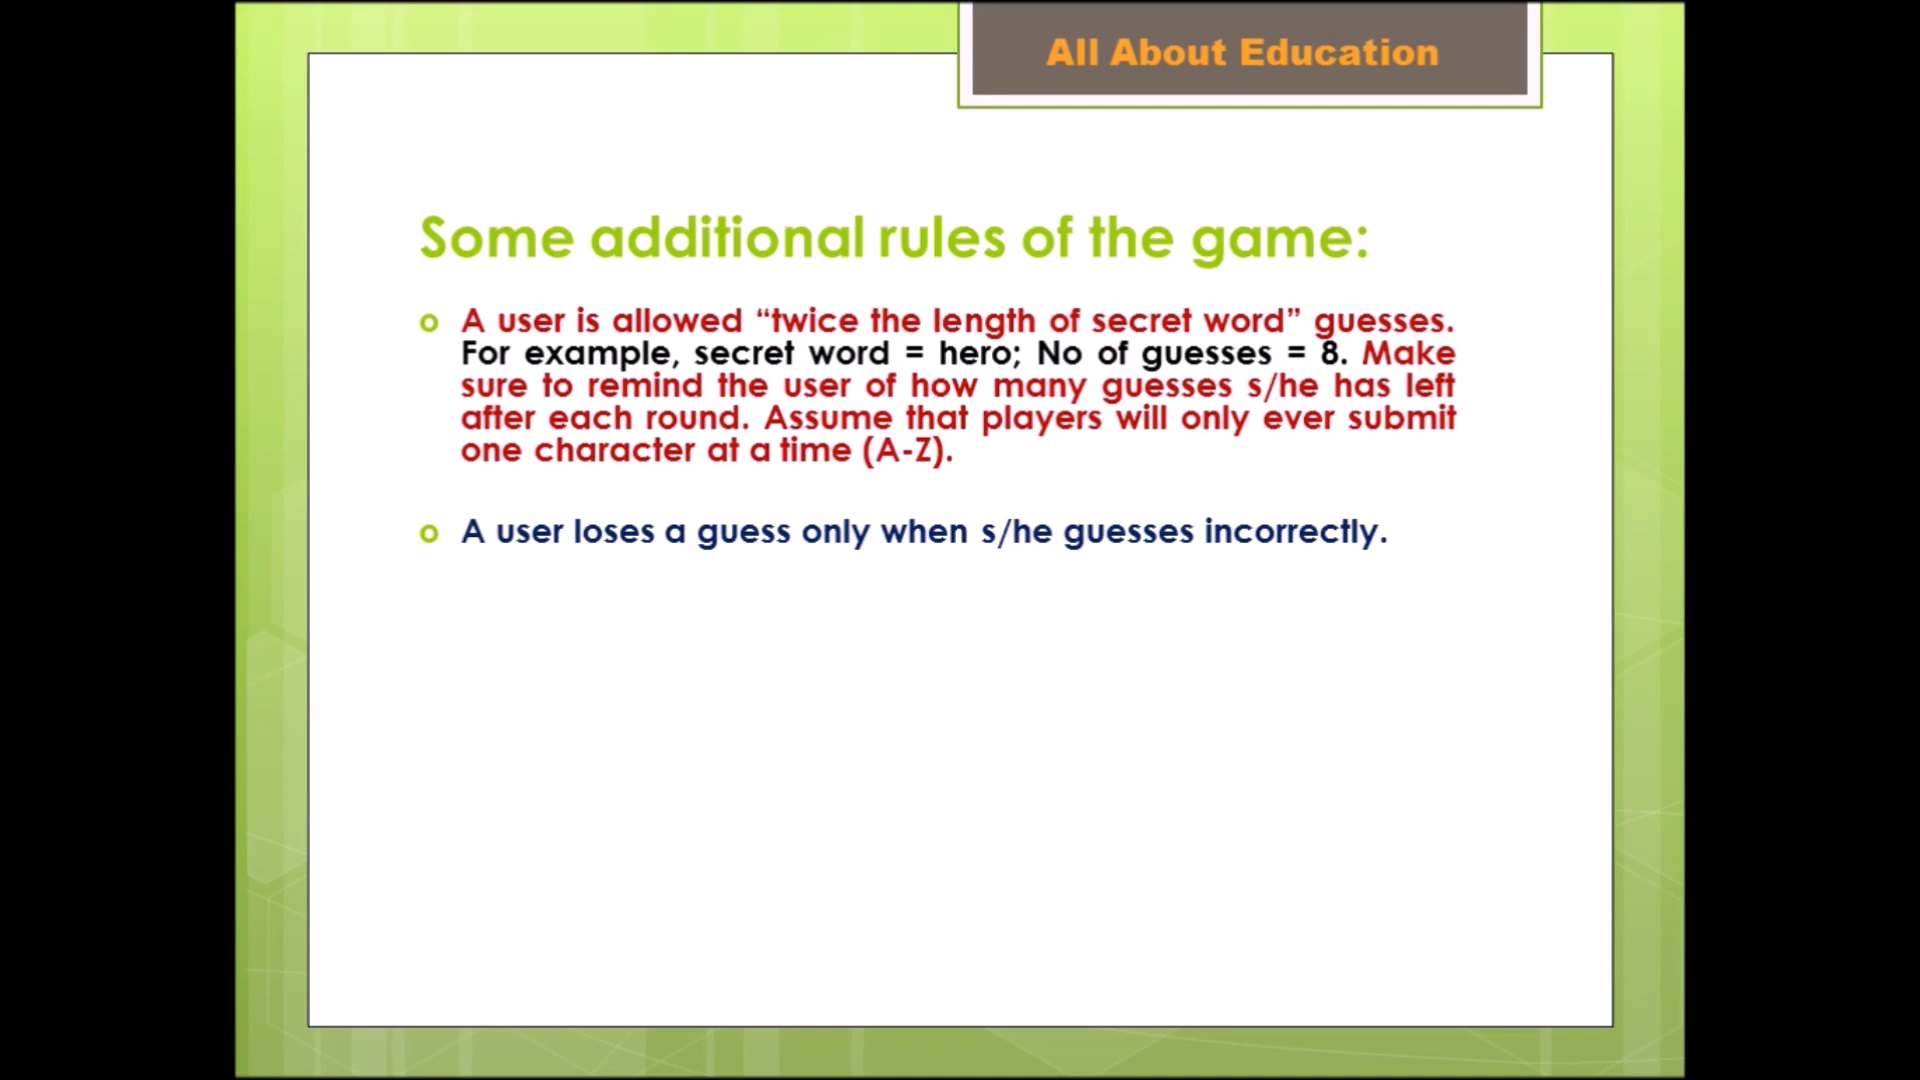 All About Education
Some additional rules of the game:
o A user is allowed “twice the length of secret word” guesses.
For example, secret word = hero; No of guesses = 8. Make
sure to remind the user of how many guesses s/he has left
after each round. Assume that players will only ever submit
one character at a time (A-Z).
o A user loses a guess only when s/he guesses incorrectly.